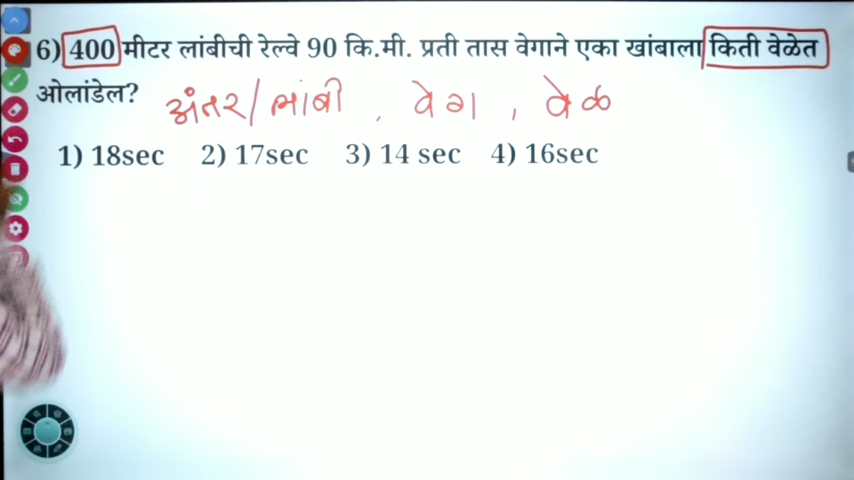 6) 400 मीटर लांबीची रेल्वे 90 कि.मी. प्रती तास वेगाने एका खांबाला किती वेळेत
ओलांडेल? अंतर/लांबी , वेग , वेळ
1) 18sec 2) 17sec 3) 14 sec 4) 16sec